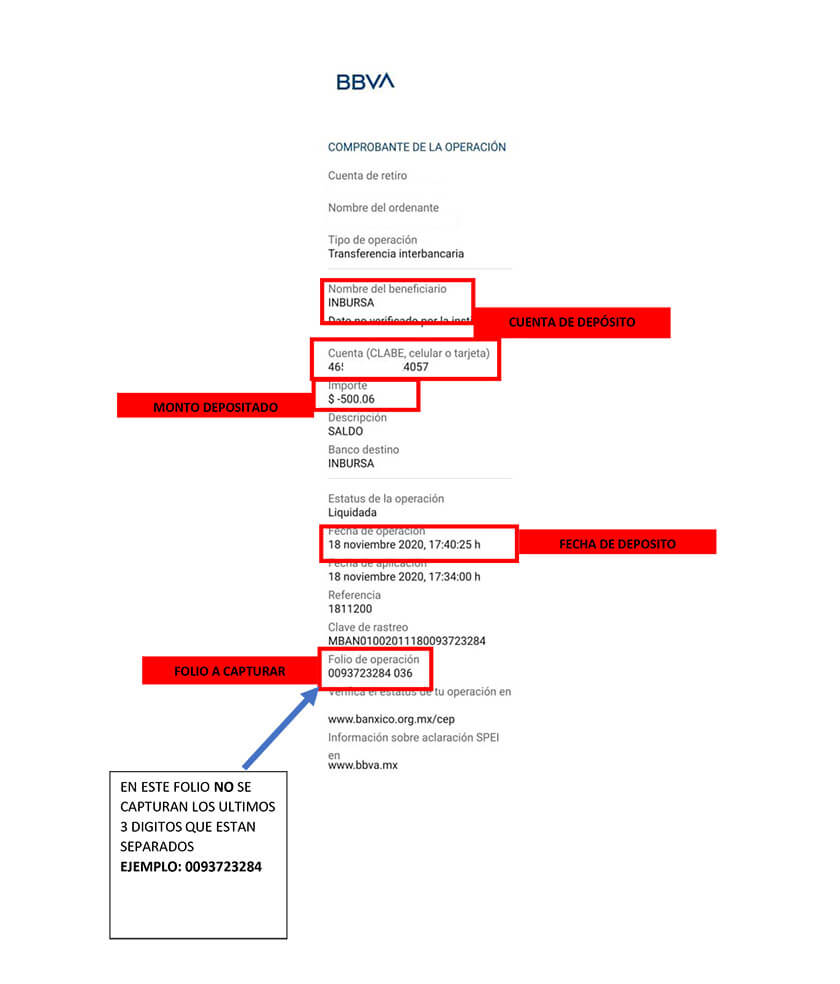 BBVA
COMPROBANTE DE LA OPERACIÓN
Cuenta de retiro
Nombre del ordenante
Tipo de operación
Transferencia interbancaria
Nombre del beneficiario
INBURSA
Dato no verificado por la inst
CUENTA DE DEPÓSITO
Cuenta (CLABE, celular o tarjeta)
465 4057
Importe
$ -500.06
MONTO DEPOSITADO
Descripción
SALDO
Banco destino
INBURSA
Estatus de la operación
Liquidada
Fecha de operación
18 noviembre 2020, 17:40:25 h
FECHA DE DEPOSITO
Fecha de aplicación
18 noviembre 2020, 17:34:00 h
Referencia
1811200
Clave de rastreo
MBAN01002011180093723284
Folio de operación
0093723284 036
FOLIO A CAPTURAR
Verifica el estatus de tu operación en
www.banxico.org.mx/cep
Información sobre aclaración SPEI
en
www.bbva.mx
EN ESTE FOLIO NO SE
CAPTURAN LOS ULTIMOS
3 DIGITOS QUE ESTAN
SEPARADOS
EJEMPLO: 0093723284